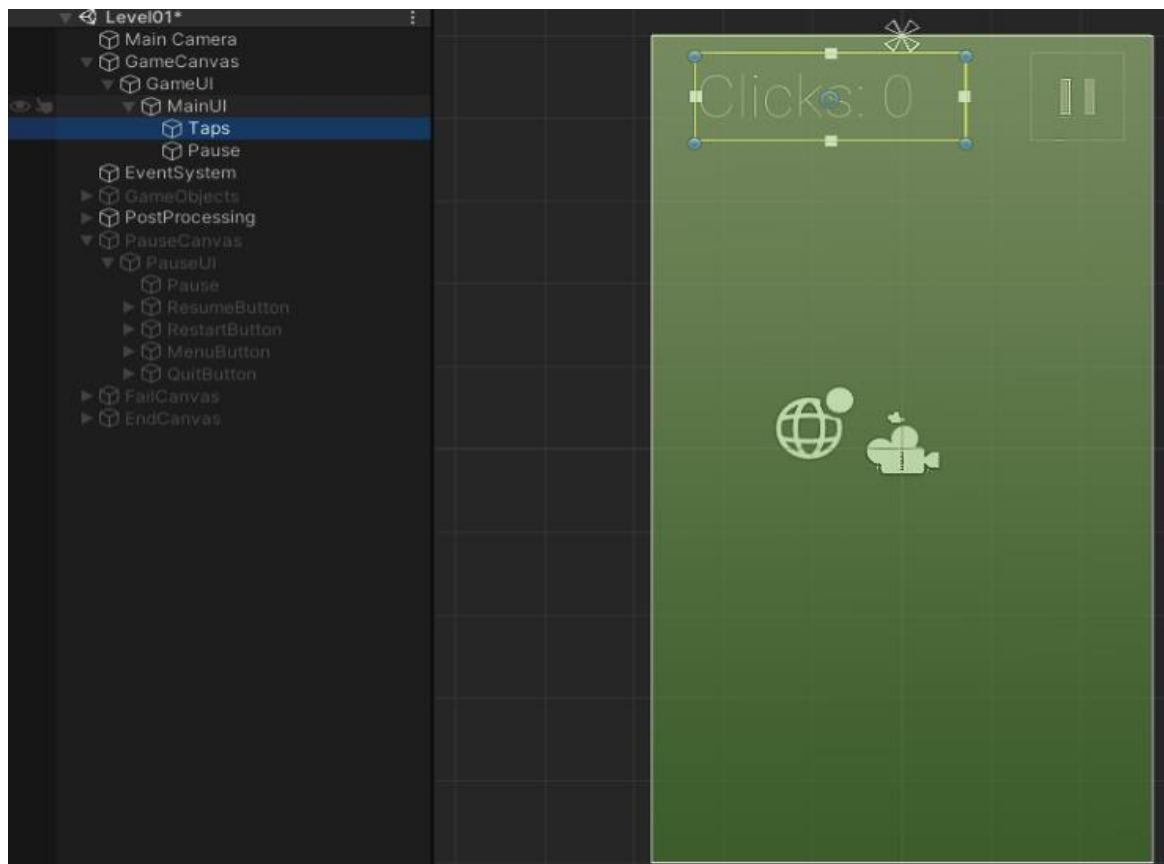 Level01*
Main Camera
GameCanvas
GameUI
MainUI
Taps
Pause
EventSystem
GameObjects
PostProcessing
PauseCanvas
PauseUI
Pause
ResumeButton
RestartButton
MenuButton
QuitButton
FailCanvas
EndCanvas
Clicks: 0